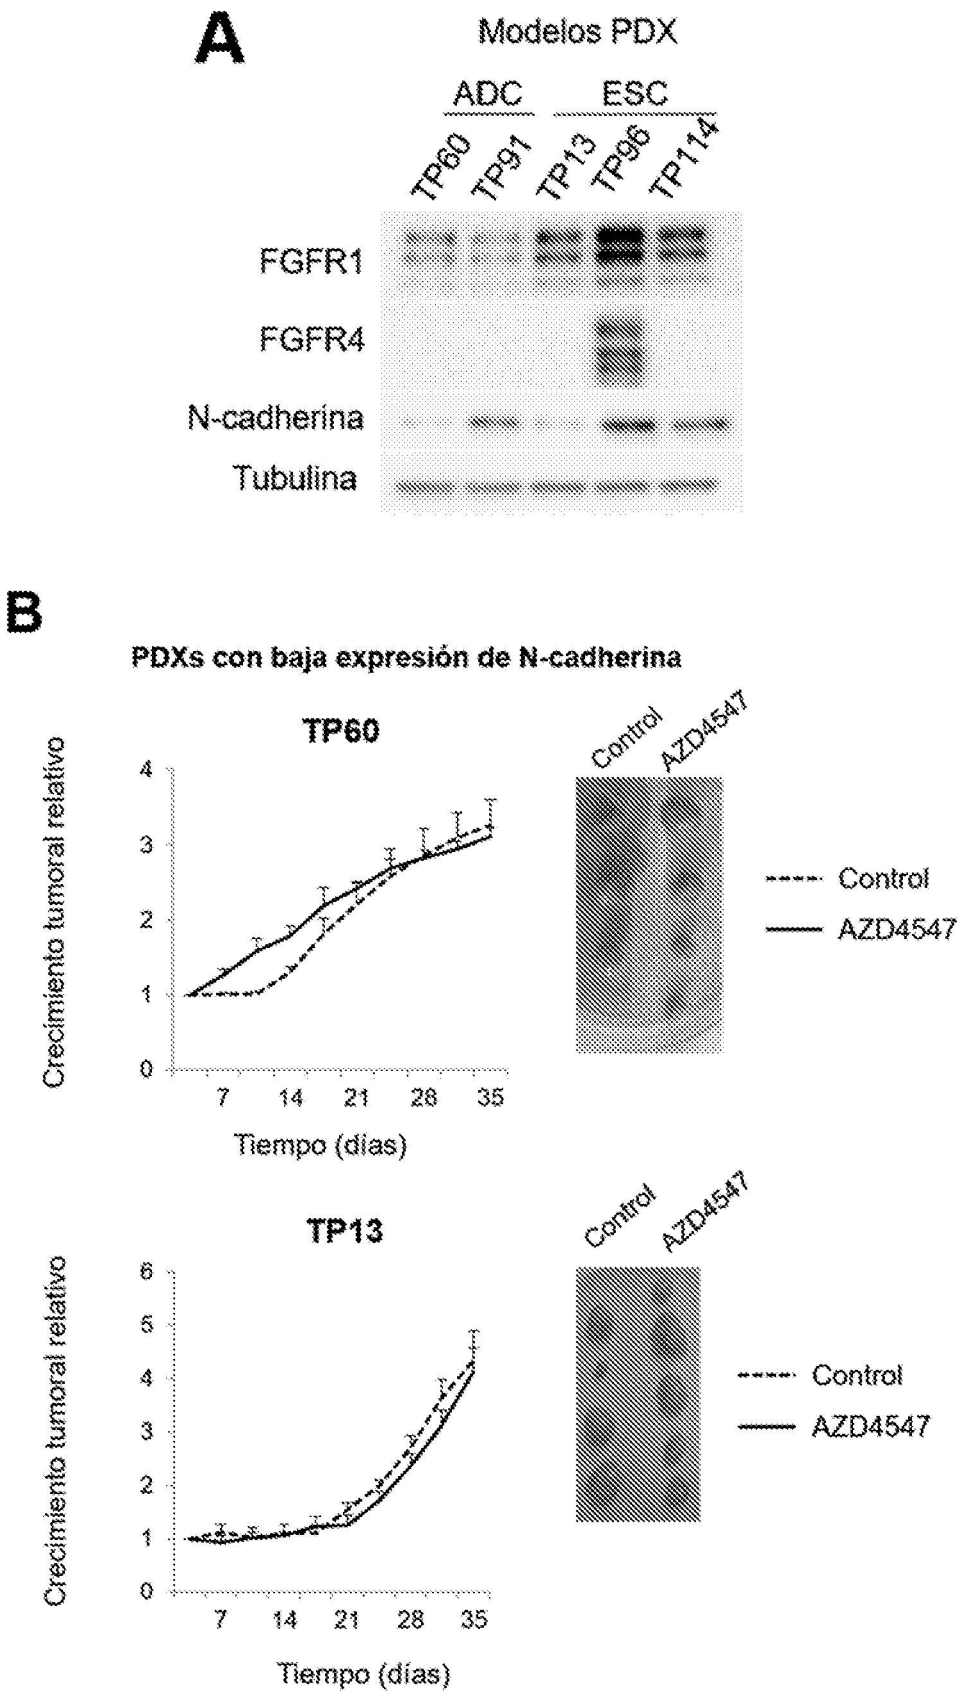 A
Modelos PDX
ADC
ESC
TP60
TP91
TP13
TP96
TP114
FGFR1
FGFR4
N-cadherina
Tubulina
B
PDXs con baja expresión de N-cadherina
TP60
Control
AZD4547
Crecimiento tumoral relativo
4
3
2
1
0
7
14
21
28
35
Tiempo (días)
Control
AZD4547
TP13
Control
AZD4547
Crecimiento tumoral relativo
6
5
4
3
2
1
0
7
14
21
28
35
Tiempo (días)
Control
AZD4547